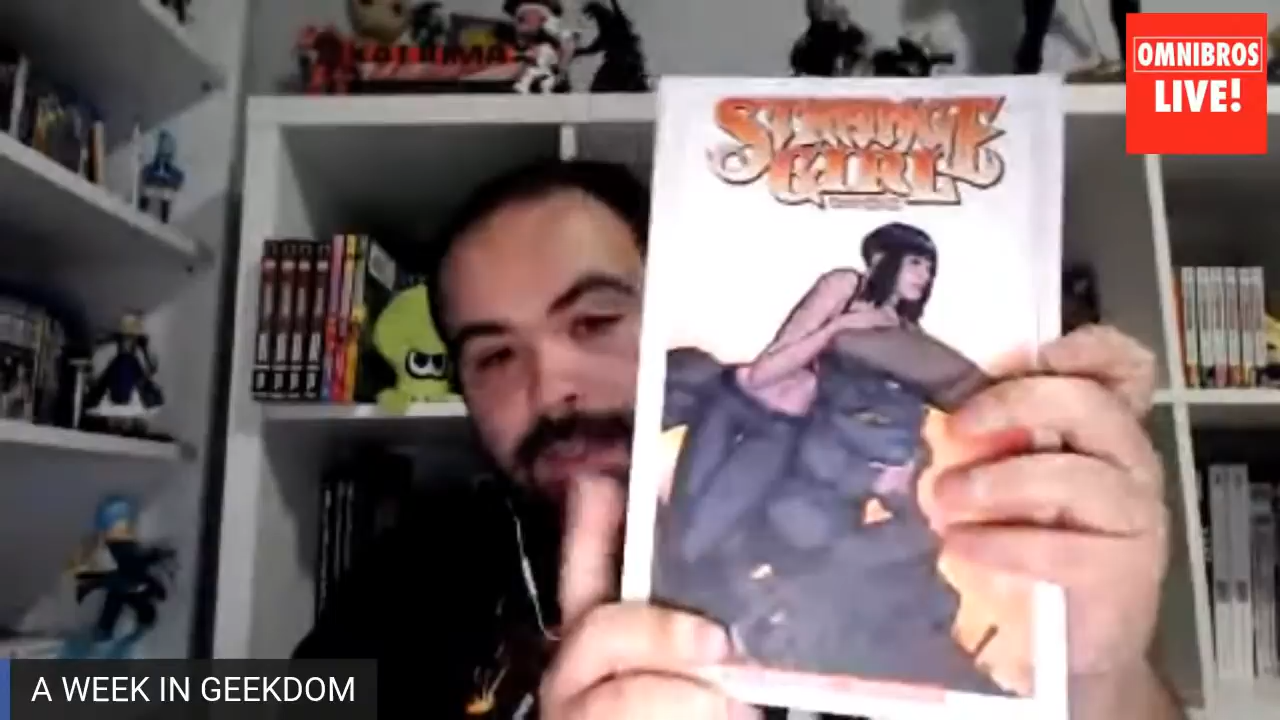 OMNIBROS
LIVE!
STRANGE
GIRL
A WEEK IN GEEKDOM